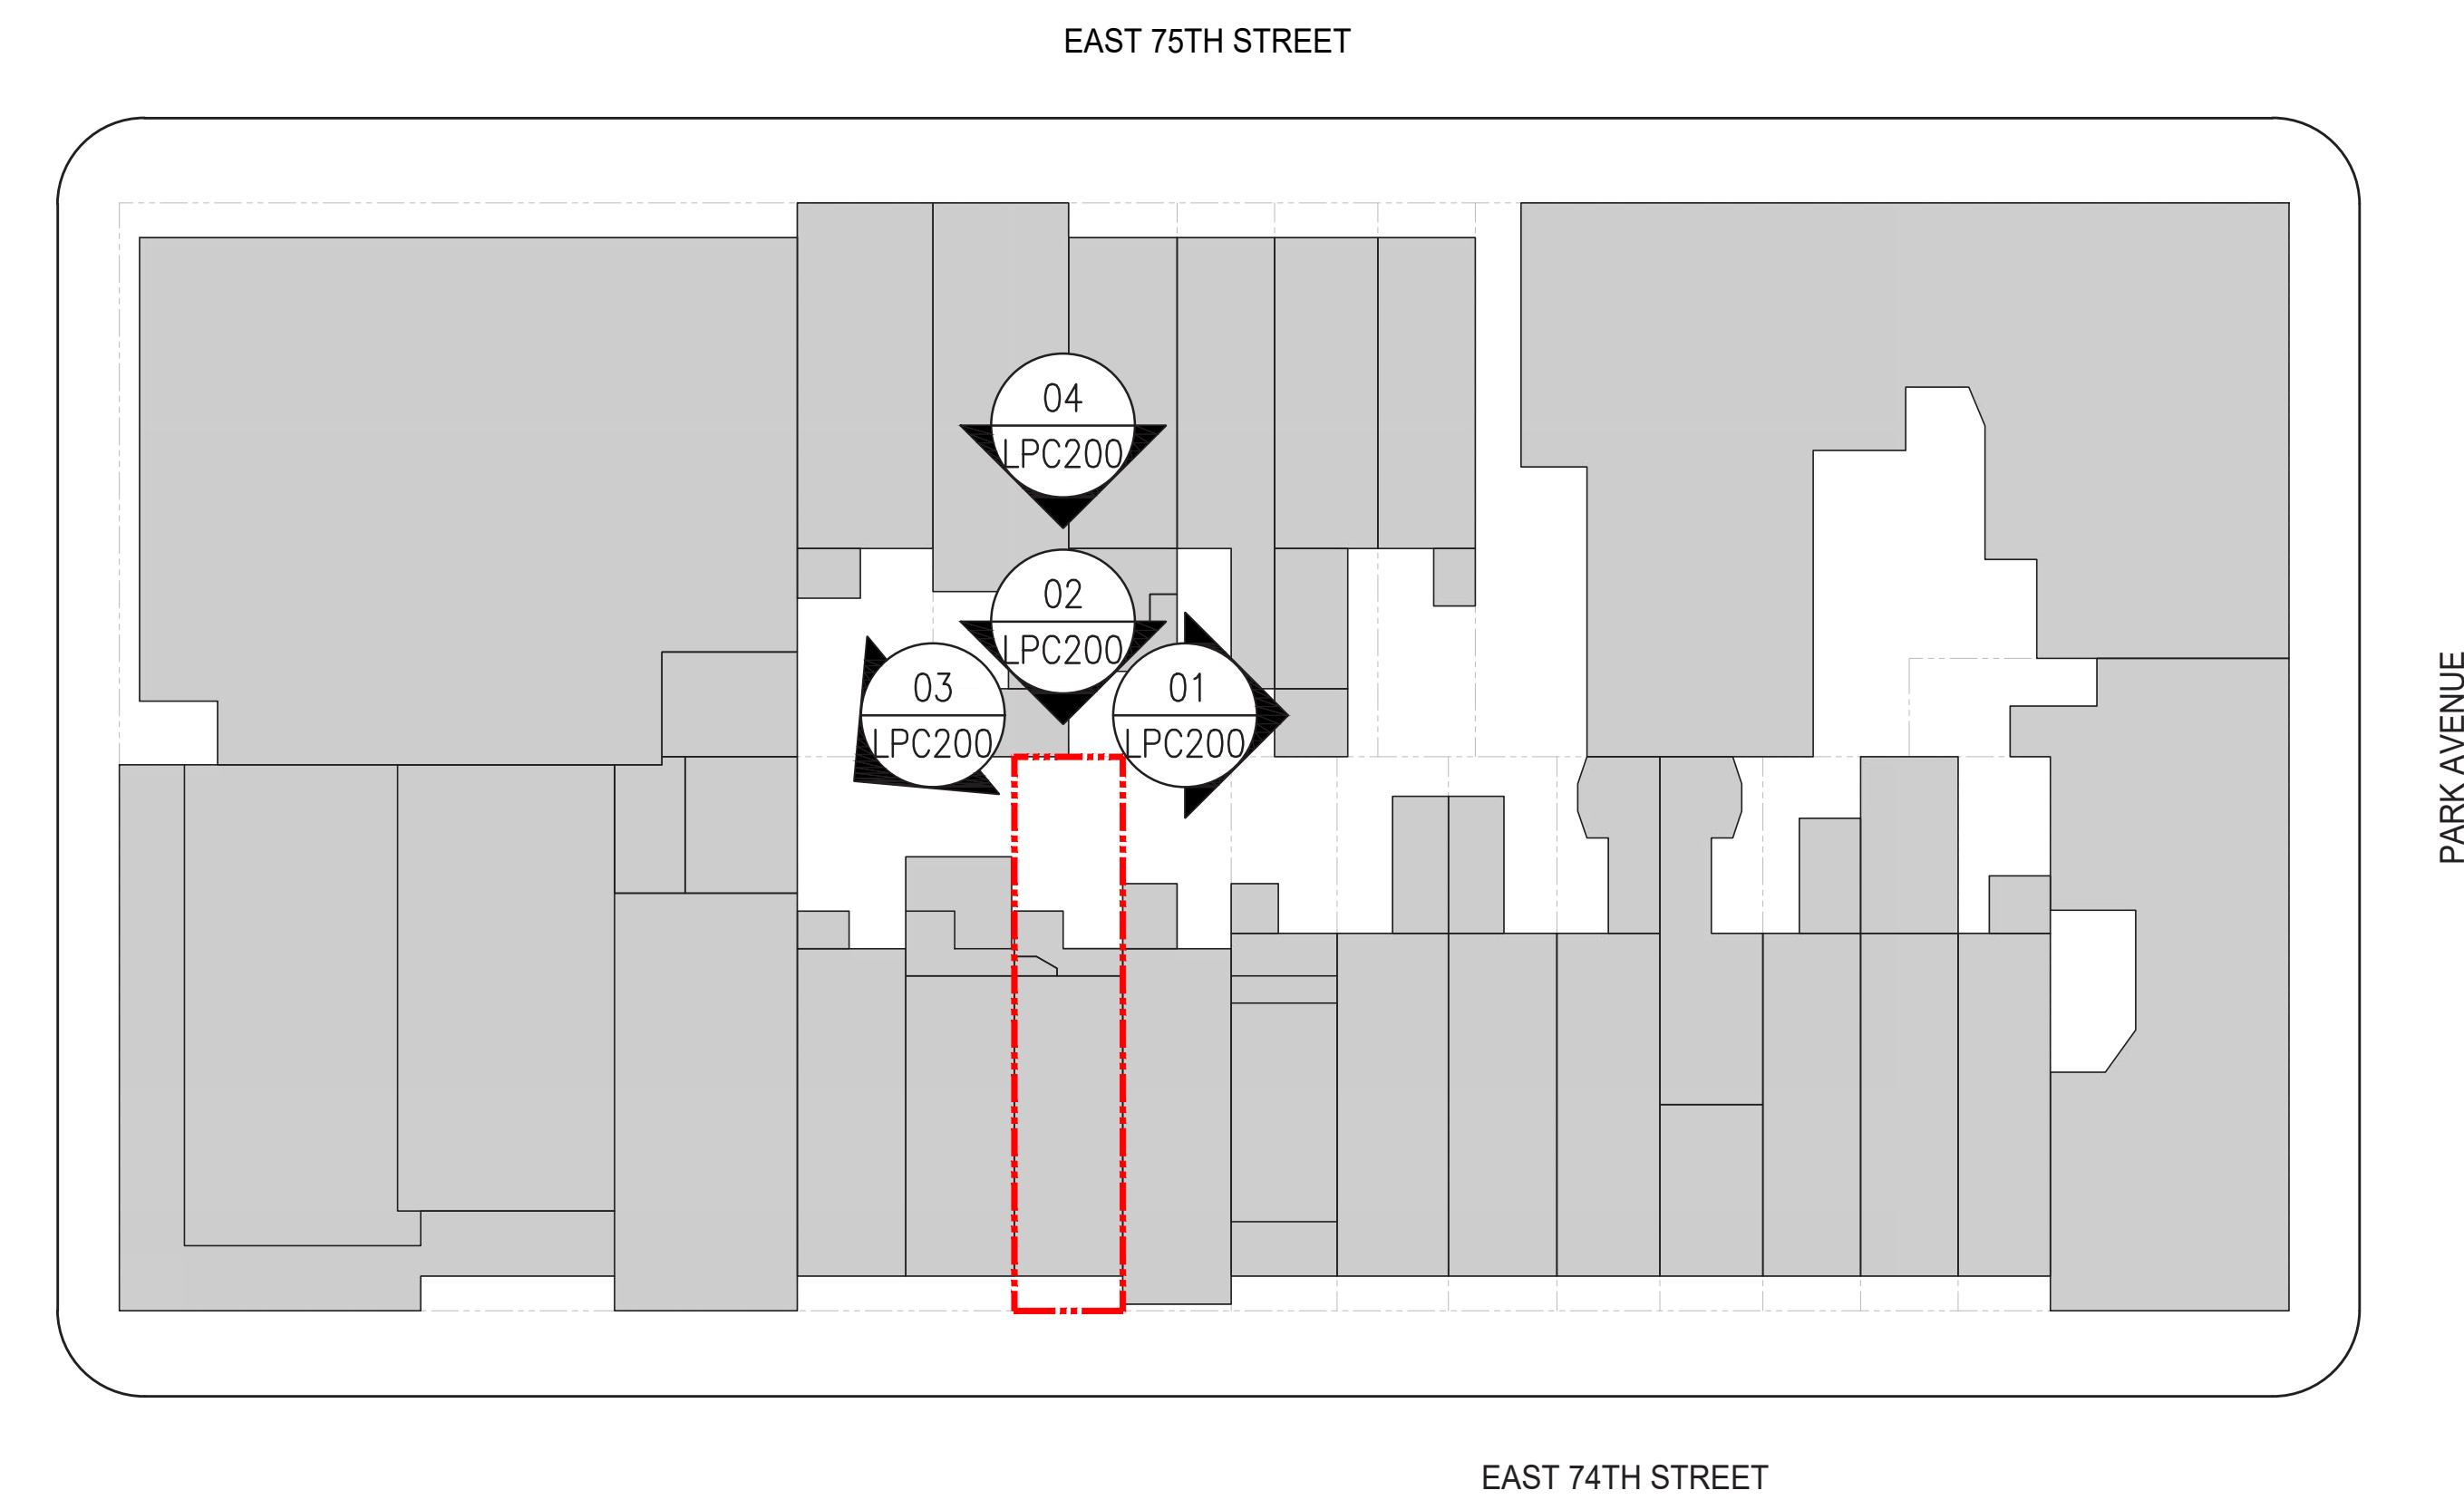 EAST 75TH STREET
04
LPC200
02
LPC200
03
LPC200
01
LPC200
PARK AVENUE
EAST 74TH STREET